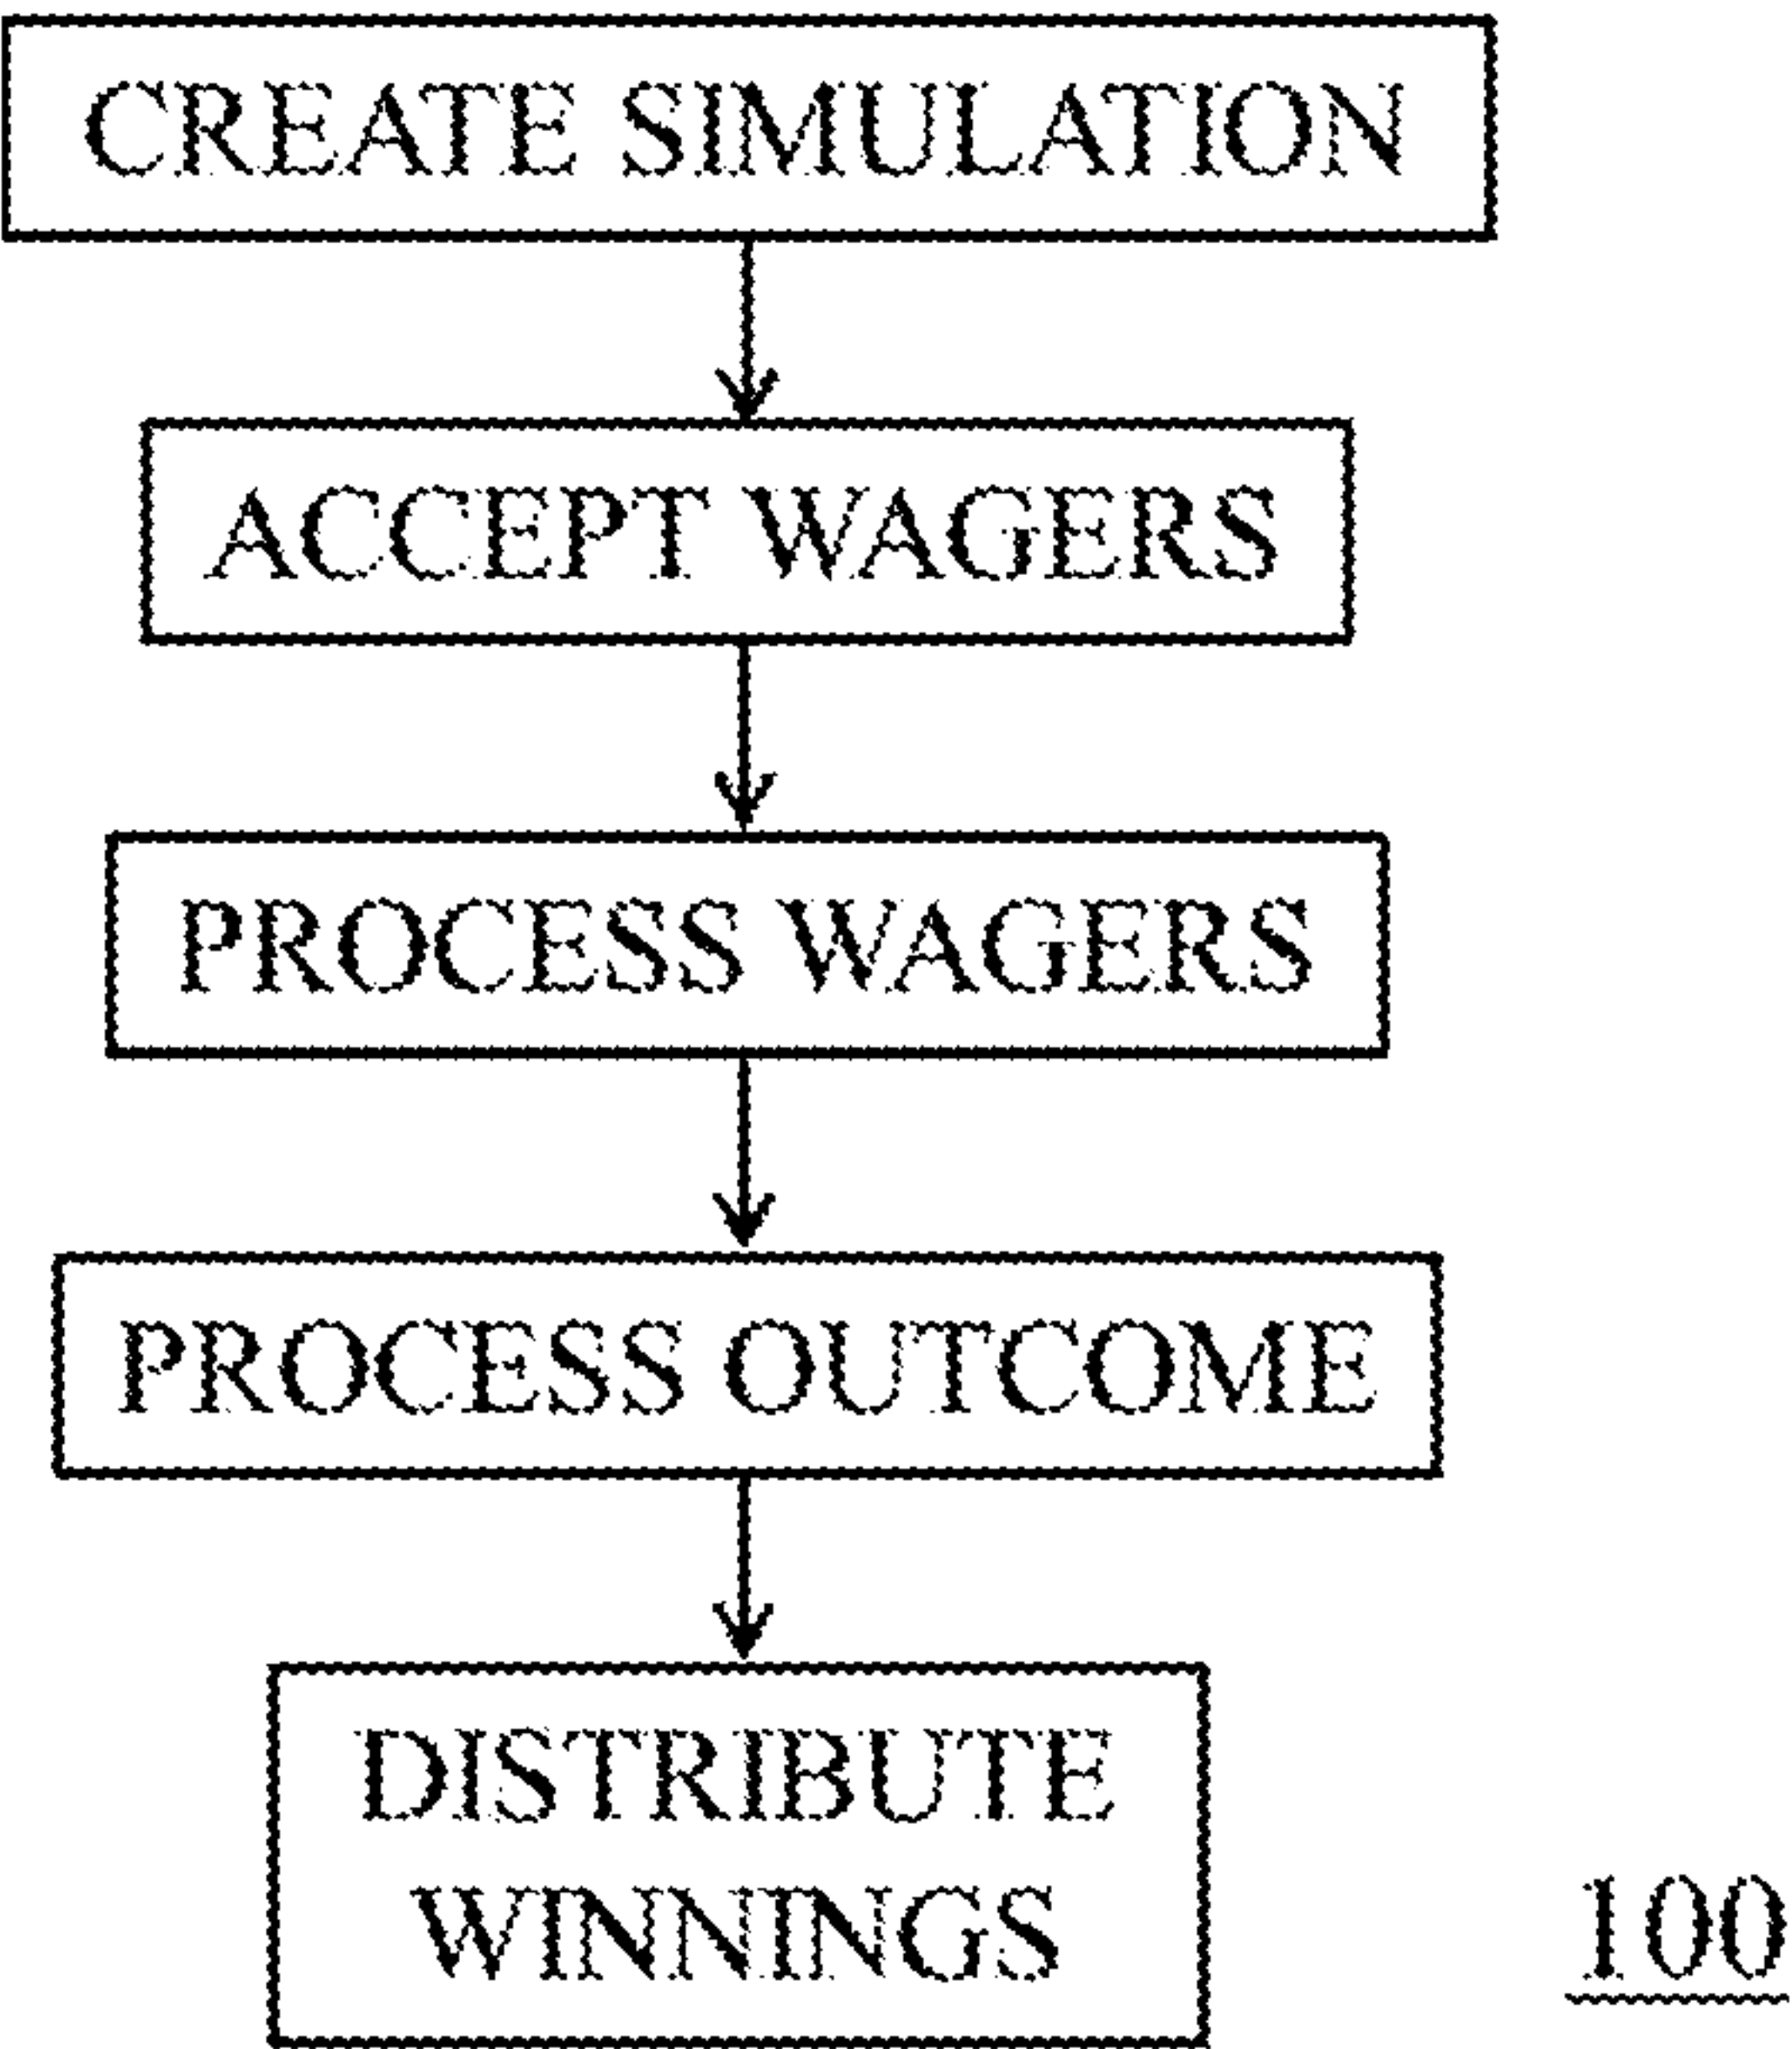 CREATE SIMULATION
ACCEPT WAGERS
PROCESS WAGERS
PROCESS OUTCOME
DISTRIBUTE
WINNINGS
100